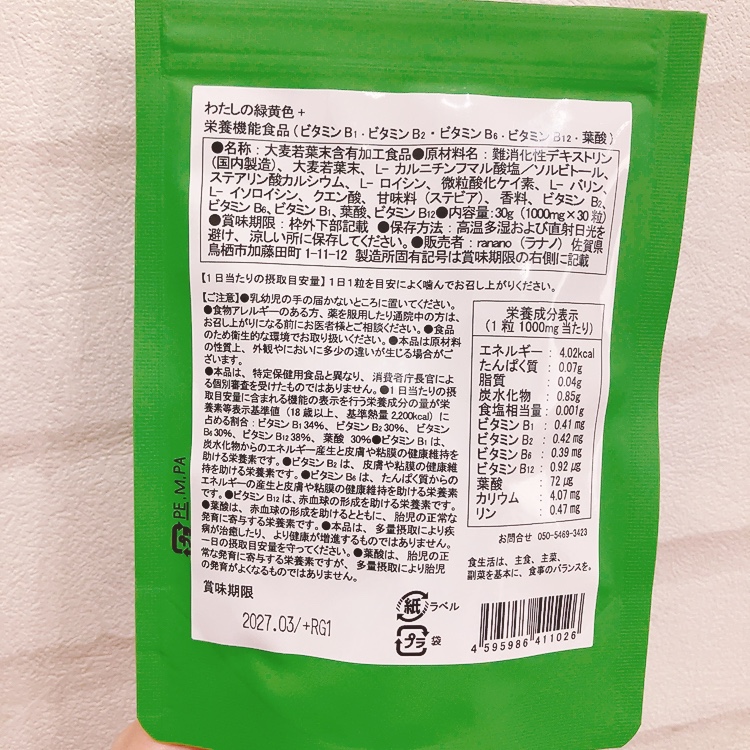 わたしの緑黄色+
栄養機能食品(ビタミンB1・ビタミンB2・ビタミンB6・ビタミンB12・葉酸)
●名称:大麦若葉末含有加工食品●原材料名:難消化性デキストリン
(国内製造)、大麦若葉末、L-カルニチンフマル酸塩/ソルビトール、
ステアリン酸カルシウム、L-ロイシン、微粒酸化ケイ素、L-バリン、
L-イソロイシン、クエン酸、甘味料(ステビア)、香料、ビタミンB2、
ビタミンB6、ビタミンB1、葉酸、ビタミンB12●内容量:30g(1000mg×30粒)
●賞味期限:枠外下部記載 ●保存方法:高温多湿および直射日光を
避け、涼しい所に保存してください。●販売者:ranano(ラナノ)佐賀県
鳥栖市加藤田町1-11-12 製造所固有記号は賞味期限の右側に記載
【1日当たりの摂取目安量】1日1粒を目安によく噛んでお召し上がりください。
【ご注意】●乳幼児の手の届かないところに置いてください。
●食物アレルギーのある方、薬を服用したり通院中の方は、
お召し上がりになる前にお医者様とご相談ください。●食品
のため衛生的な環境でお取り扱いください。●本品は原材料
の性質上、外観やにおいに多少の違いが生じる場合がご
ざいます。
●本品は、特定保健用食品と異なり、消費者庁長官によ
る個別審査を受けたものではありません。●1日当たりの摂
取目安量に含まれる機能の表示を行う栄養成分の量が栄
養素等表示基準値(18歳以上、基準熱量2,200kcal)に
占める割合:ビタミンB1 34%、ビタミンB2 30%、ビタミン
B6 30%、ビタミンB12 38%、葉酸 30%●ビタミンB1は、
炭水化物からのエネルギー産生と皮膚や粘膜の健康維持を
助ける栄養素です。●ビタミンB2は、皮膚や粘膜の健康維
持を助ける栄養素です。●ビタミンB6は、たんぱく質からの
エネルギーの産生と皮膚や粘膜の健康維持を助ける栄養素
です。●ビタミンB12は、赤血球の形成を助ける栄養素です。
●葉酸は、赤血球の形成を助けるとともに、胎児の正常な
発育に寄与する栄養素です。●本品は、多量摂取により疾
病が治癒したり、より健康が増進するものではありません。
一日の摂取目安量を守ってください。●葉酸は、胎児の正
常な発育に寄与する栄養素ですが、多量摂取により胎児
の発育がよくなるものではありません。
賞味期限
2027.03/+RG1
栄養成分表示
(1粒1000mg当たり)
エネルギー:4.02kcal
たんぱく質:0.07g
脂質:0.04g
炭水化物:0.85g
食塩相当量:0.001g
ビタミンB1:0.41mg
ビタミンB2:0.42mg
ビタミンB6:0.39mg
ビタミンB12:0.92μg
葉酸:72μg
カリウム:4.07mg
リン:0.47mg
お問合せ 050-5469-3423
食生活は、主食、主菜、
副菜を基本に、食事のバランスを。
紙 ラベル
プラ 袋
4 595986 411026
プラ PE,M,PA